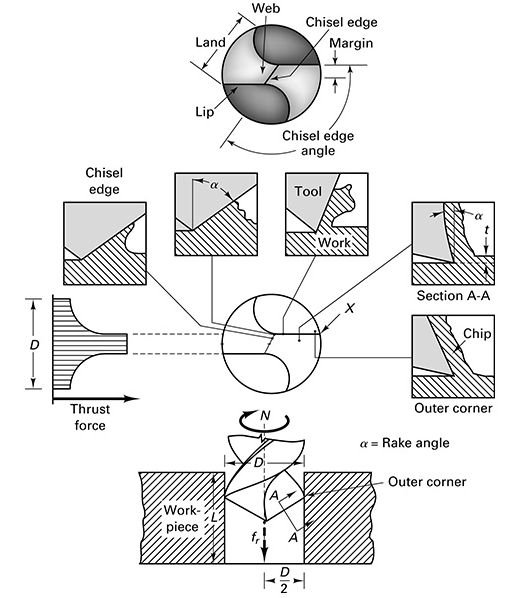 Web
Chisel edge
Land
Margin
Lip
Chisel edge
angle
Chisel
edge
α
Tool
Work
α
t
Section A-A
X
D
Thrust
force
Chip
Outer corner
N
α = Rake angle
D
A
Outer corner
Work-
piece
L
A
fr
D
2